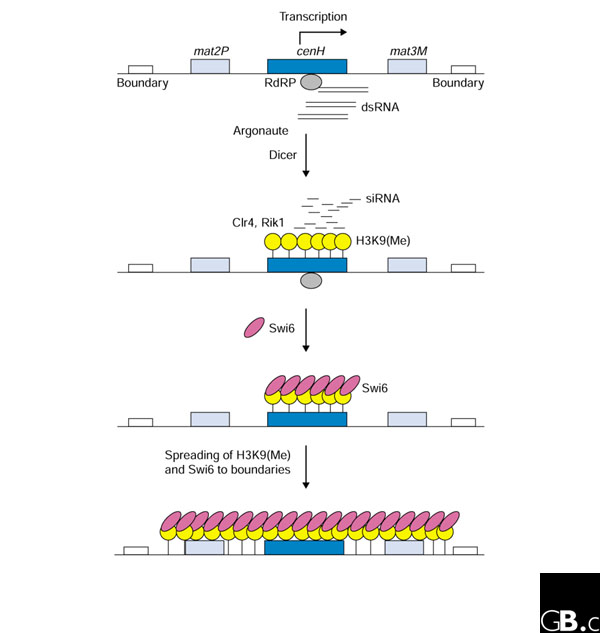 Transcription
mat2P
cenH
mat3M
Boundary
RdRP
Boundary
dsRNA
Argonaute
Dicer
siRNA
Clr4, Rik1
H3K9(Me)
Swi6
Swi6
Spreading of H3K9(Me)
and Swi6 to boundaries
GB.c